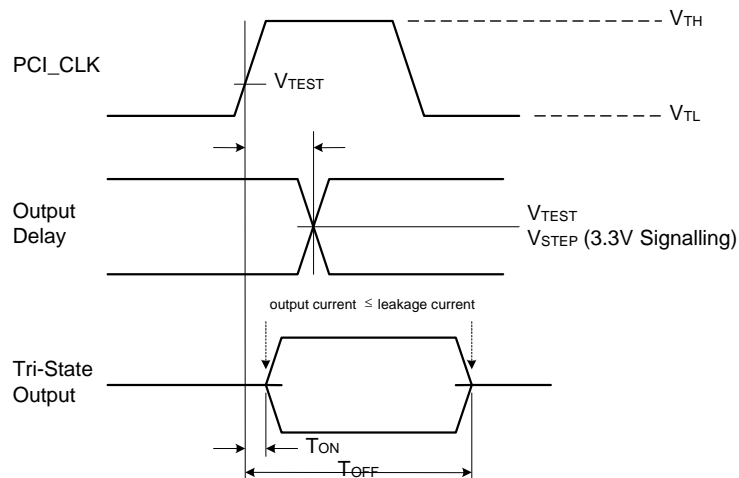 VTH
PCI_CLK
VTEST
VTL
Output
Delay
VTEST
VSTEP (3.3V Signalling)
output current ≤ leakage current
Tri-State
Output
TON
TOFF